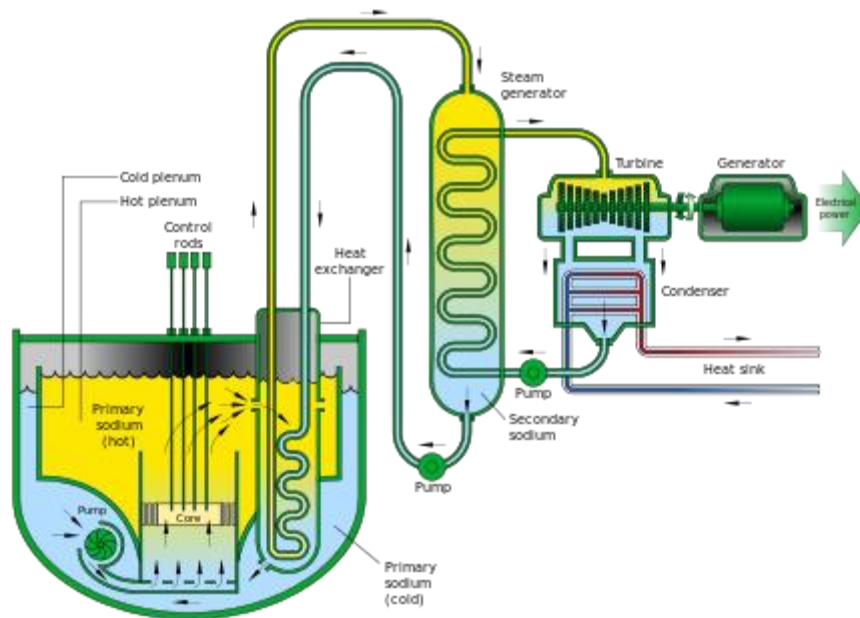 Steam
generator
Turbine
Generator
Cold plenum
Hot plenum
Electrical
power
Control
rods
Heat
exchanger
Condenser
Heat sink
Pump
Primary
sodium
(hot)
Secondary
sodium
Pump
Pump
Core
Primary
sodium
(cold)